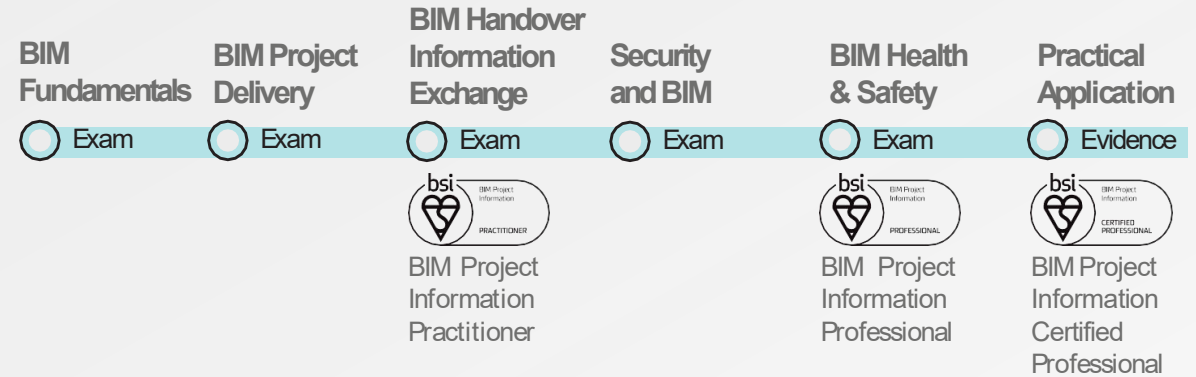 BIM
Fundamentals
Exam
BIM Project
Delivery
Exam
BIM Handover
Information
Exchange
Exam
bsi
BIM Project
Information
PRACTITIONER
BIM Project
Information
Practitioner
Security
and BIM
Exam
BIM Health
& Safety
Exam
bsi
BIM Project
Information
PROFESSIONAL
BIM Project
Information
Professional
Practical
Application
Evidence
bsi
BIM Project
Information
CERTIFIED
PROFESSIONAL
BIM Project
Information
Certified
Professional